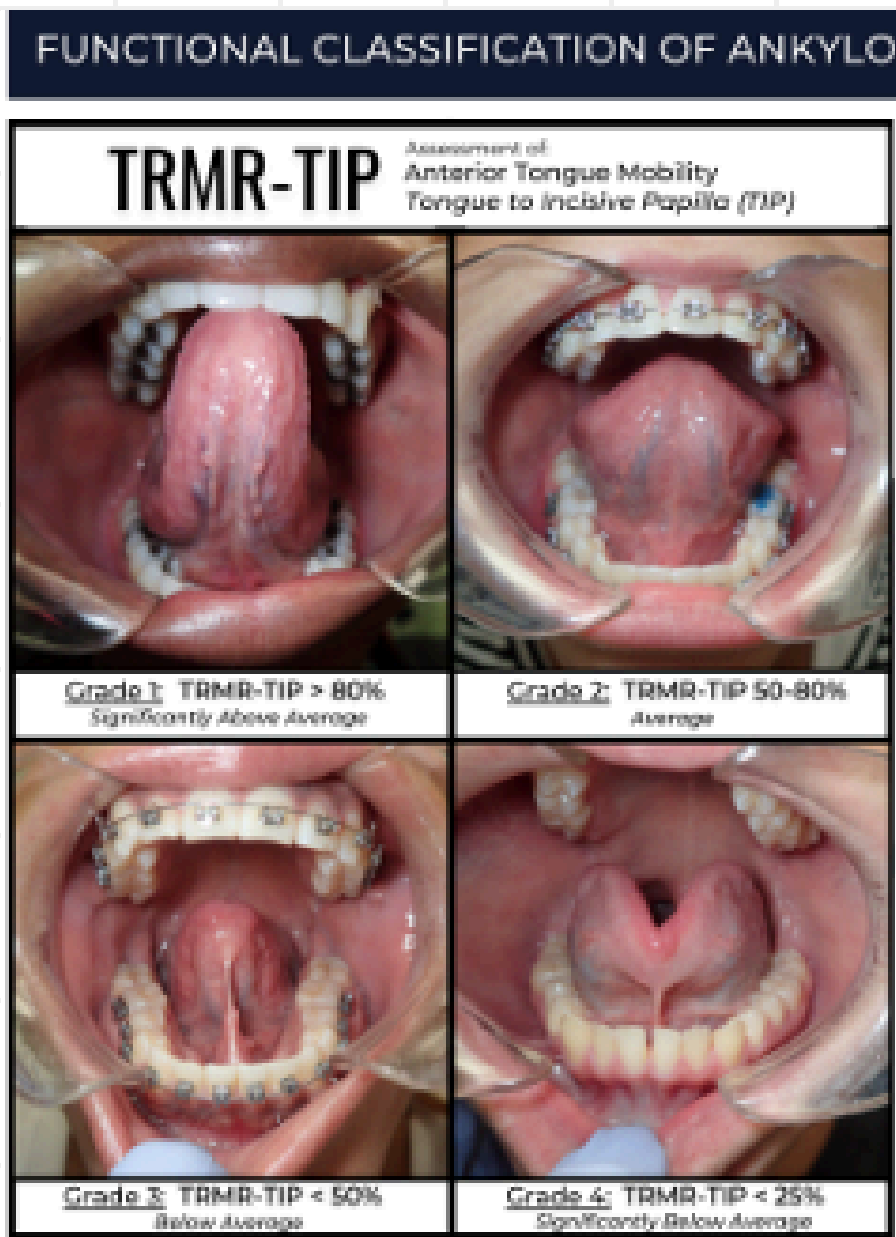 FUNCTIONAL CLASSIFICATION OF ANKYLO
TRMR-TIP
Assessment of:
Anterior Tongue Mobility
Tongue to Incisive Papilla (TIP)
Grade 1: TRMR-TIP > 80%
Significantly Above Average
Grade 2: TRMR-TIP 50-80%
Average
Grade 3: TRMR-TIP < 50%
Below Average
Grade 4: TRMR-TIP < 25%
Significantly Below Average